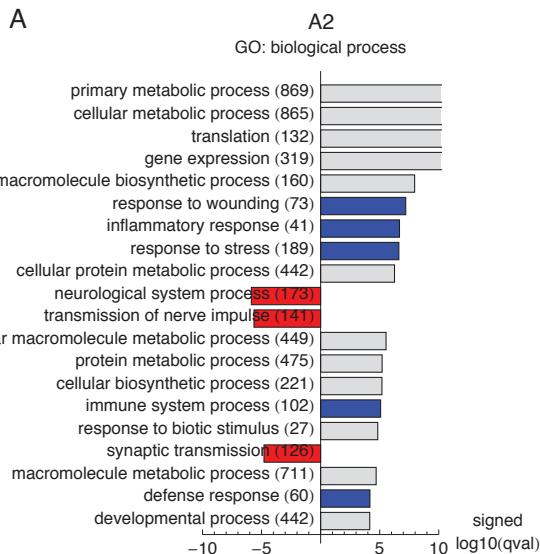 A
A2
GO: biological process
primary metabolic process (869)
cellular metabolic process (865)
translation (132)
gene expression (319)
macromolecule biosynthetic process (160)
response to wounding (73)
inflammatory response (41)
response to stress (189)
cellular protein metabolic process (442)
neurological system process (173)
transmission of nerve impulse (141)
r macromolecule metabolic process (449)
protein metabolic process (475)
cellular biosynthetic process (221)
immune system process (102)
response to biotic stimulus (27)
synaptic transmission (126)
macromolecule metabolic process (711)
defense response (60)
developmental process (442)
−10 −5 5 10
signed
log10(qval)